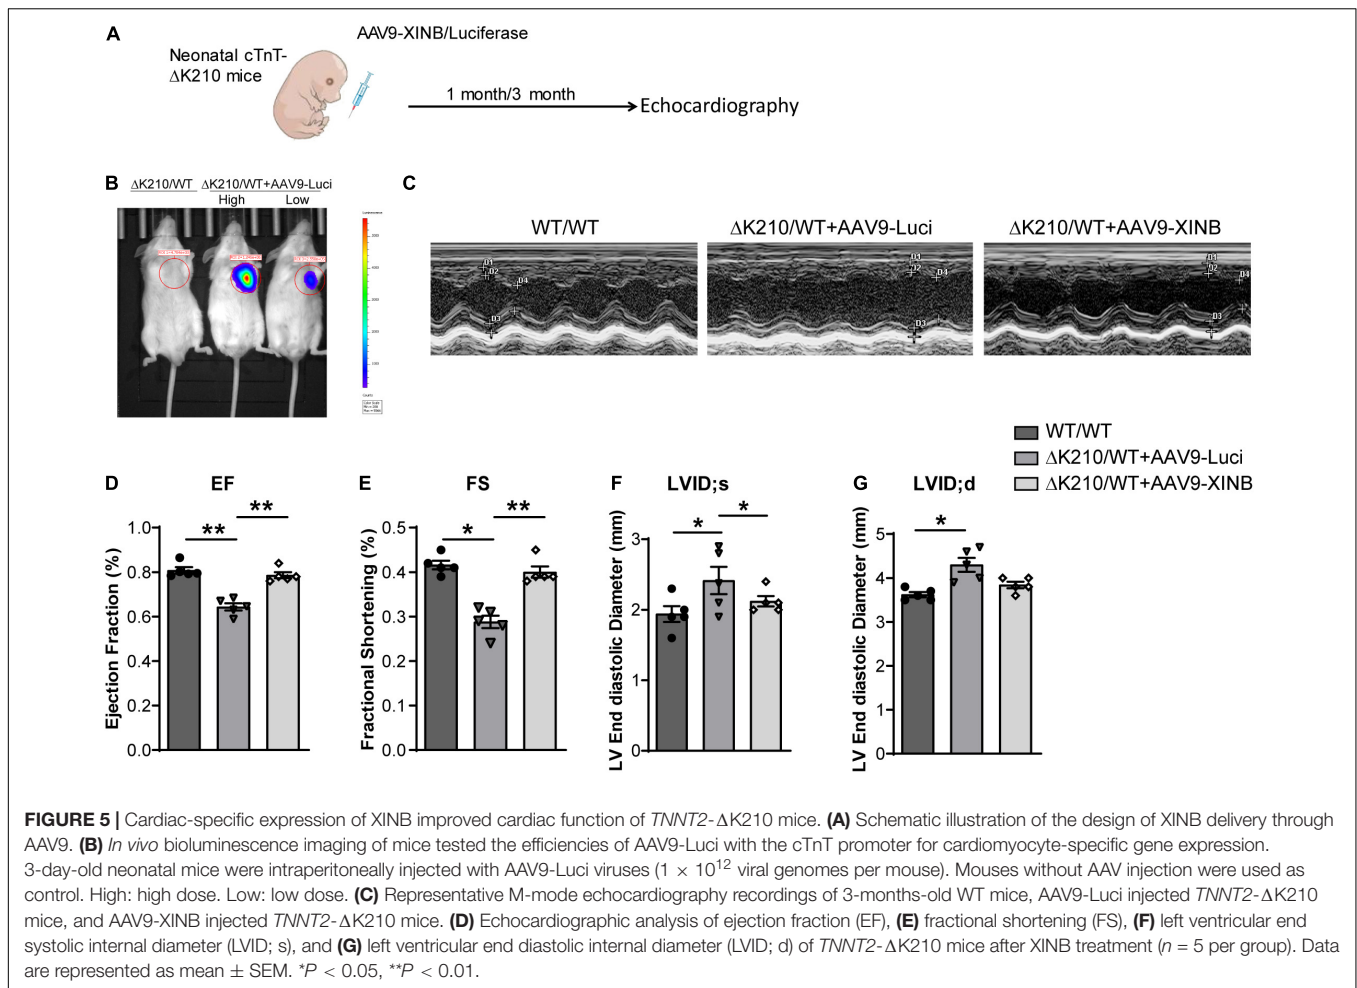 A
AAV9-XINB/Luciferase
Neonatal cTnT-
ΔK210 mice
1 month/3 month
Echocardiography
B
ΔK210/WT
ΔK210/WT+AAV9-Luci
High
Low
C
WT/WT
ΔK210/WT+AAV9-Luci
ΔK210/WT+AAV9-XINB
D1
D2
D4
D3
D1
D2
D4
D3
D1
D2
D4
D3
WT/WT
ΔK210/WT+AAV9-Luci
ΔK210/WT+AAV9-XINB
D
EF
Ejection Fraction (%)
1.0
0.8
0.6
0.4
0.2
0.0
**
**
E
FS
Fractional Shortening (%)
0.5
0.4
0.3
0.2
0.1
0.0
*
**
F
LVID;s
LV End diastolic Diameter (mm)
3
2
1
0
*
*
G
LVID;d
LV End diastolic Diameter (mm)
5
4
3
2
1
0
*
FIGURE 5 | Cardiac-specific expression of XINB improved cardiac function of TNNT2-ΔK210 mice. (A) Schematic illustration of the design of XINB delivery through
AAV9. (B) In vivo bioluminescence imaging of mice tested the efficiencies of AAV9-Luci with the cTnT promoter for cardiomyocyte-specific gene expression.
3-day-old neonatal mice were intraperitoneally injected with AAV9-Luci viruses (1 × 10¹² viral genomes per mouse). Mouses without AAV injection were used as
control. High: high dose. Low: low dose. (C) Representative M-mode echocardiography recordings of 3-months-old WT mice, AAV9-Luci injected TNNT2-ΔK210
mice, and AAV9-XINB injected TNNT2-ΔK210 mice. (D) Echocardiographic analysis of ejection fraction (EF), (E) fractional shortening (FS), (F) left ventricular end
systolic internal diameter (LVID; s), and (G) left ventricular end diastolic internal diameter (LVID; d) of TNNT2-ΔK210 mice after XINB treatment (n = 5 per group). Data
are represented as mean ± SEM. *P < 0.05, **P < 0.01.